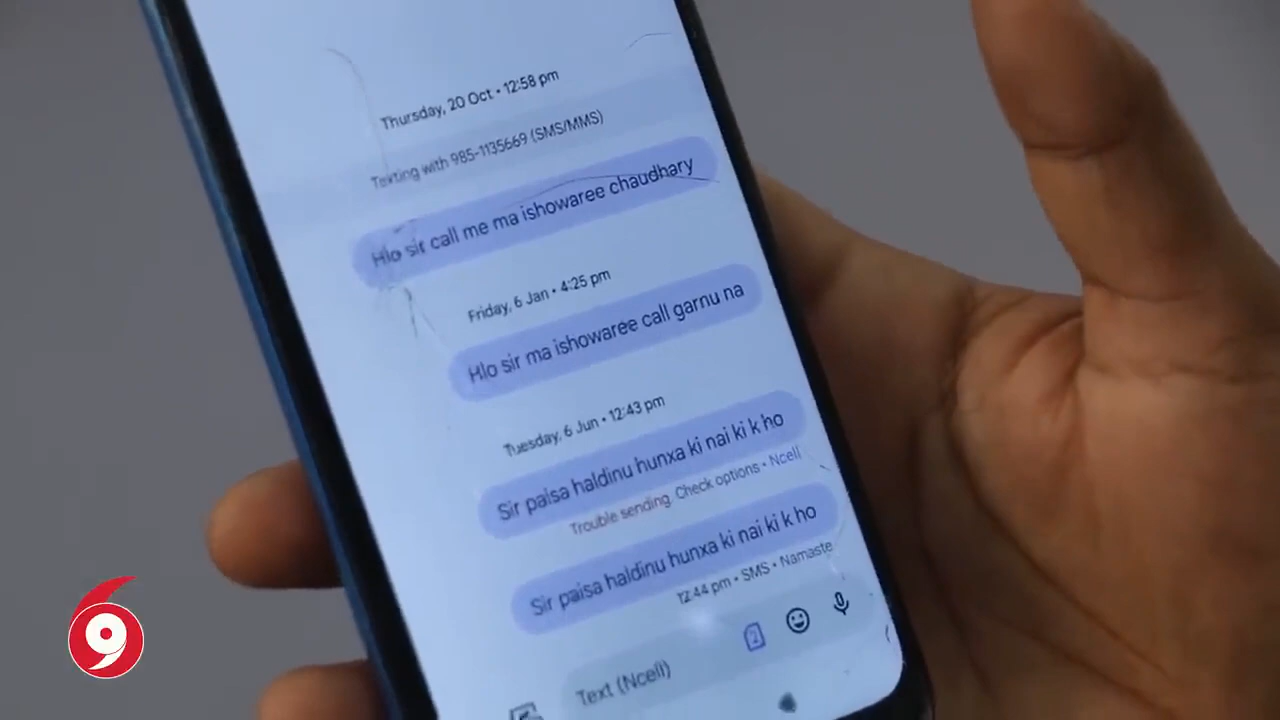 Thursday, 20 Oct • 12:58 pm
Texting with 985-1135669 (SMS/MMS)
Hlo sir call me ma ishowaree chaudhary
Friday, 6 Jan • 4:25 pm
Hlo sir ma ishowaree call garnu na
Tuesday, 6 Jun • 12:43 pm
Sir paisa haldinu hunxa ki nai ki k ho
Trouble sending. Check options • Ncell
Sir paisa haldinu hunxa ki nai ki k ho
12:44 pm • SMS • Namaste
2
Text (Ncell)
9